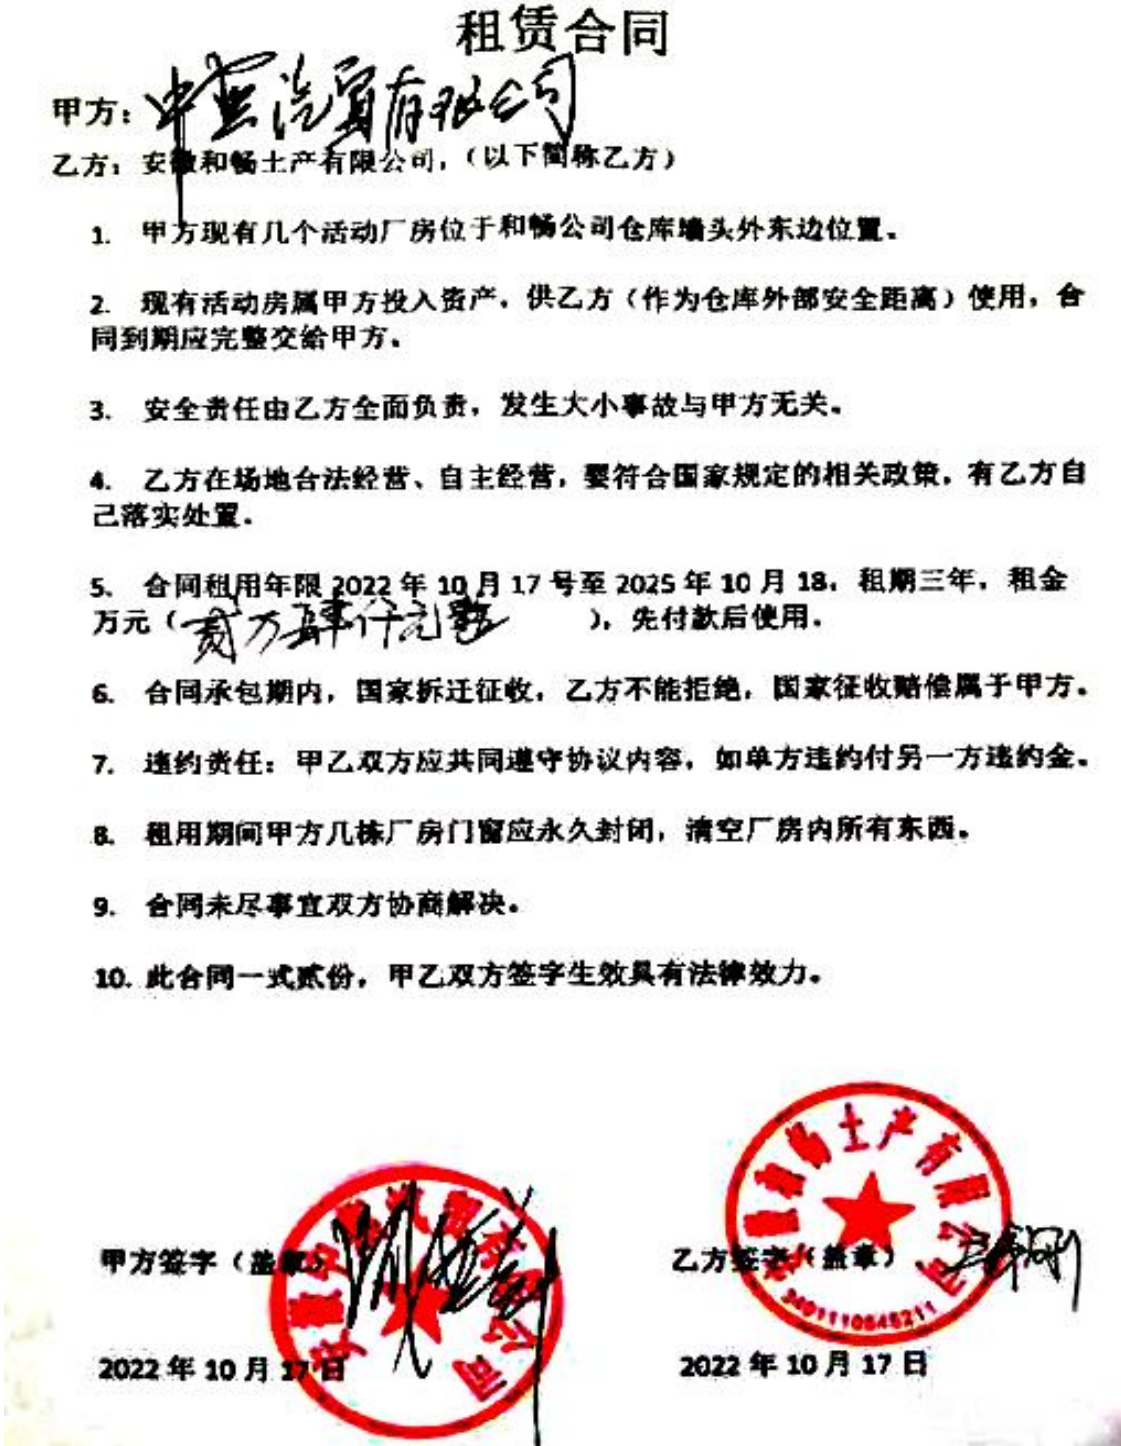 租赁合同
甲方：中熙汽贸有限公司
乙方：安徽和畅土产有限公司，（以下简称乙方）
1. 甲方现有几个活动厂房位于和畅公司仓库墙头外东边位置。
2. 现有活动房属甲方投入资产，供乙方（作为仓库外部安全距离）使用，合
同到期应完整交给甲方。
3. 安全责任由乙方全面负责，发生大小事故与甲方无关。
4. 乙方在场地合法经营、自主经营，要符合国家规定的相关政策，有乙方自
己落实处置。
5. 合同租用年限 2022 年 10 月 17 号至 2025 年 10 月 18，租期三年，租金
万元（贰万肆仟元整），先付款后使用。
6. 合同承包期内，国家拆迁征收，乙方不能拒绝，国家征收赔偿属于甲方。
7. 违约责任：甲乙双方应共同遵守协议内容，如单方违约付另一方违约金。
8. 租用期间甲方几栋厂房门窗应永久封闭，清空厂房内所有东西。
9. 合同未尽事宜双方协商解决。
10. 此合同一式贰份，甲乙双方签字生效具有法律效力。
安徽和畅土产有限公司
甲方签字（盖章）
乙方签字（盖章）
3401110648211
2022 年 10 月 17 日
2022 年 10 月 17 日